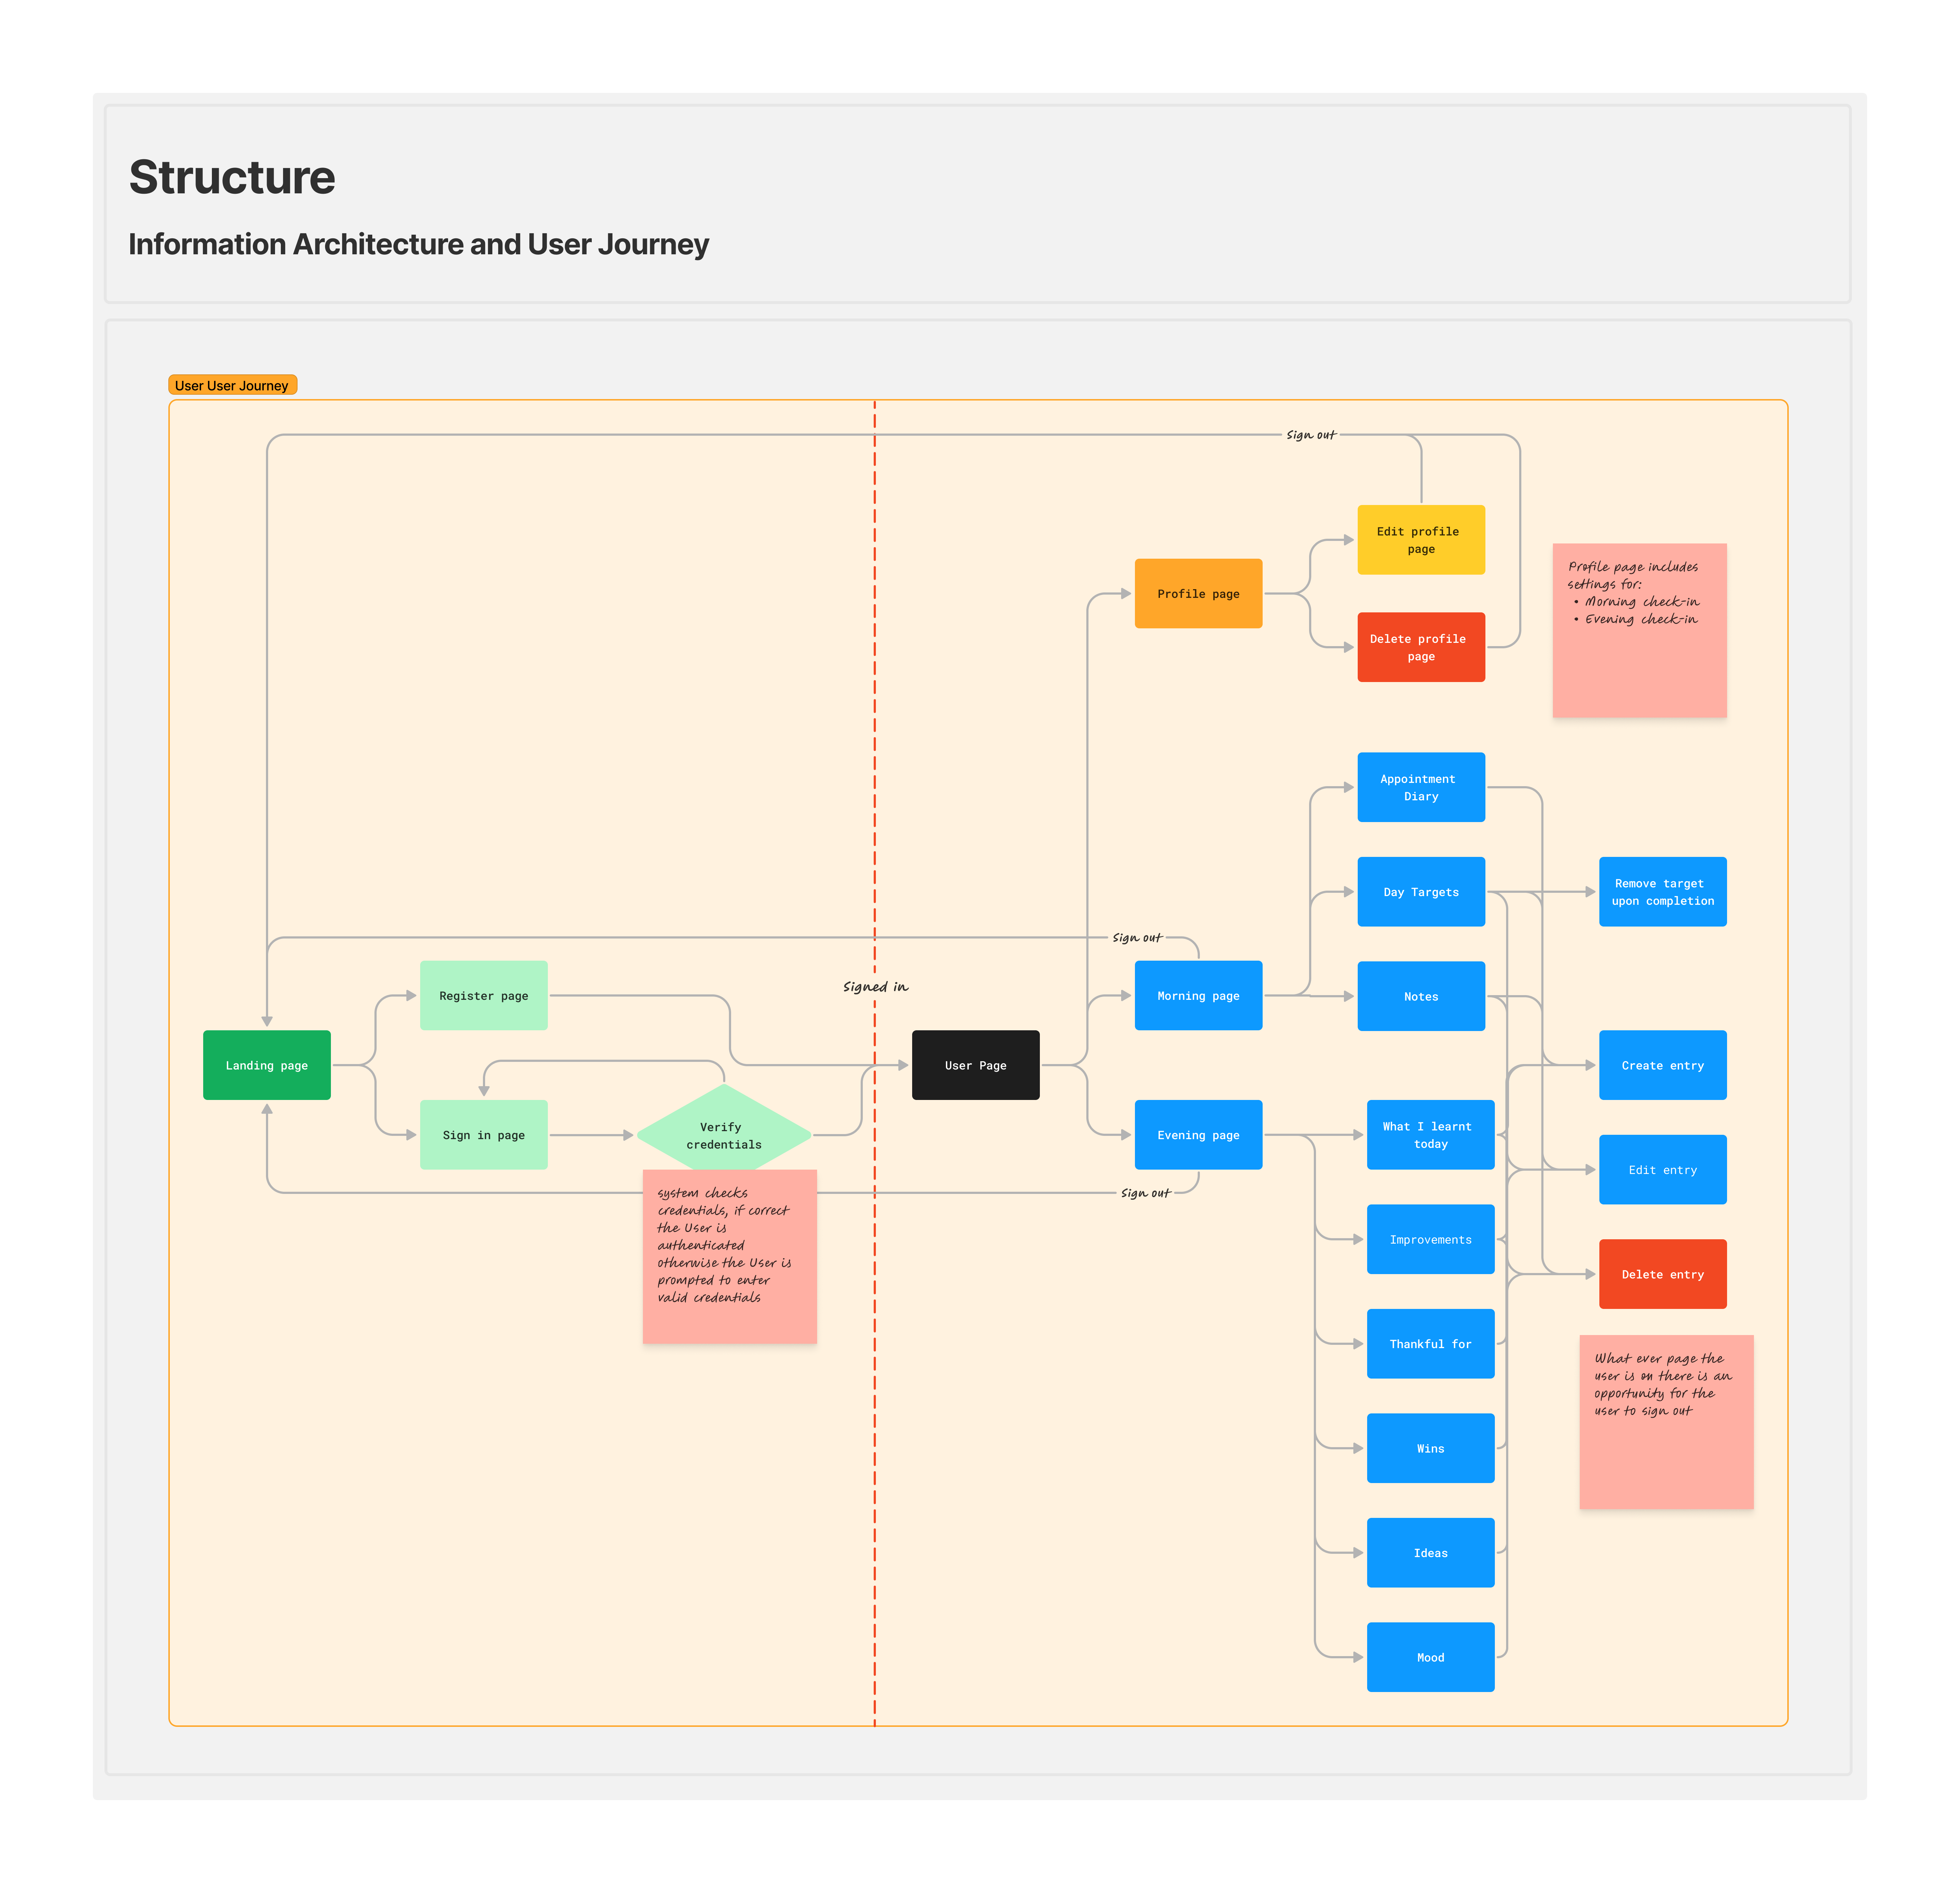 Structure
Information Architecture and User Journey
User User Journey
Sign out
Edit profile
page
Profile page
Delete profile
page
Profile page includes
settings for:
• Morning check-in
• Evening check-in
Appointment
Diary
Day Targets
Remove target
upon completion
Sign out
Signed in
Register page
Morning page
Notes
Landing page
User Page
Create entry
Sign in page
Verify
credentials
Evening page
What I learnt
today
Edit entry
Sign out
system checks
credentials, if correct
the User is
authenticated
otherwise the User is
prompted to enter
valid credentials
Improvements
Delete entry
Thankful for
What ever page the
user is on there is an
opportunity for the
user to sign out
Wins
Ideas
Mood